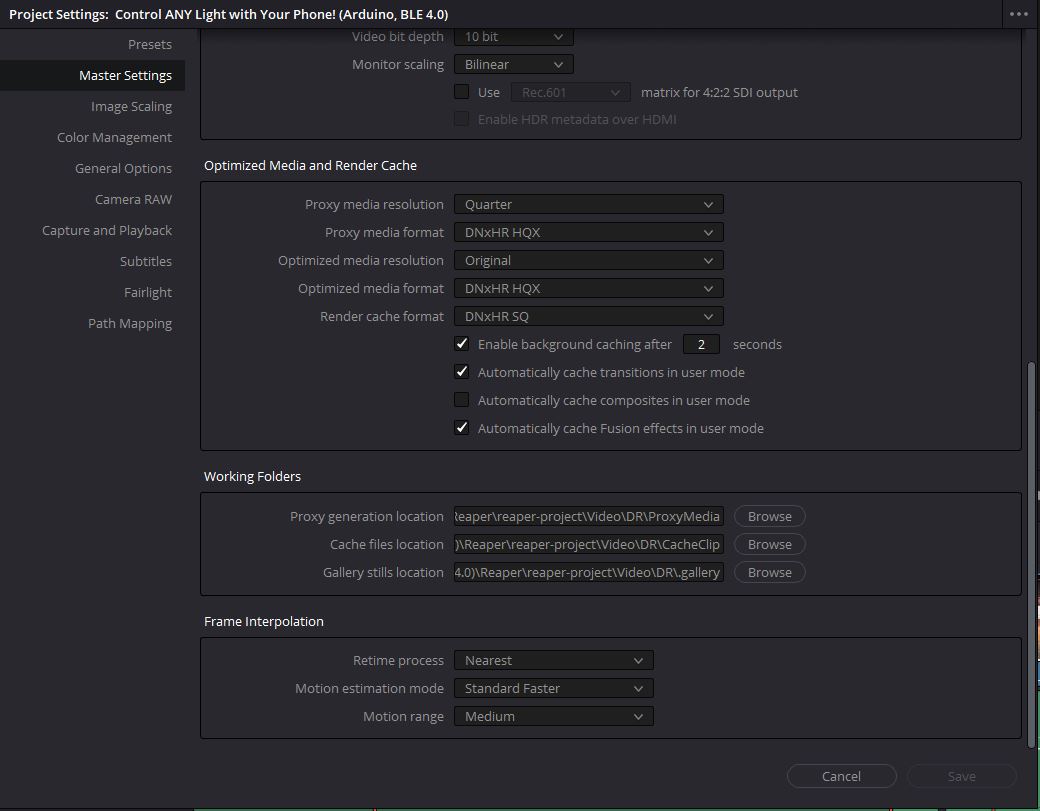 Project Settings: Control ANY Light with Your Phone! (Arduino, BLE 4.0)
Presets
Master Settings
Image Scaling
Color Management
General Options
Camera RAW
Capture and Playback
Subtitles
Fairlight
Path Mapping
Video bit depth 10 bit
Monitor scaling Bilinear
Use Rec.601 matrix for 4:2:2 SDI output
Enable HDR metadata over HDMI
Optimized Media and Render Cache
Proxy media resolution Quarter
Proxy media format DNxHR HQX
Optimized media resolution Original
Optimized media format DNxHR HQX
Render cache format DNxHR SQ
Enable background caching after 2 seconds
Automatically cache transitions in user mode
Automatically cache composites in user mode
Automatically cache Fusion effects in user mode
Working Folders
Proxy generation location Reaper\reaper-project\Video\DR\ProxyMedia Browse
Cache files location )\Reaper\reaper-project\Video\DR\CacheClip Browse
Gallery stills location 4.0)\Reaper\reaper-project\Video\DR\.gallery Browse
Frame Interpolation
Retime process Nearest
Motion estimation mode Standard Faster
Motion range Medium
Cancel Save